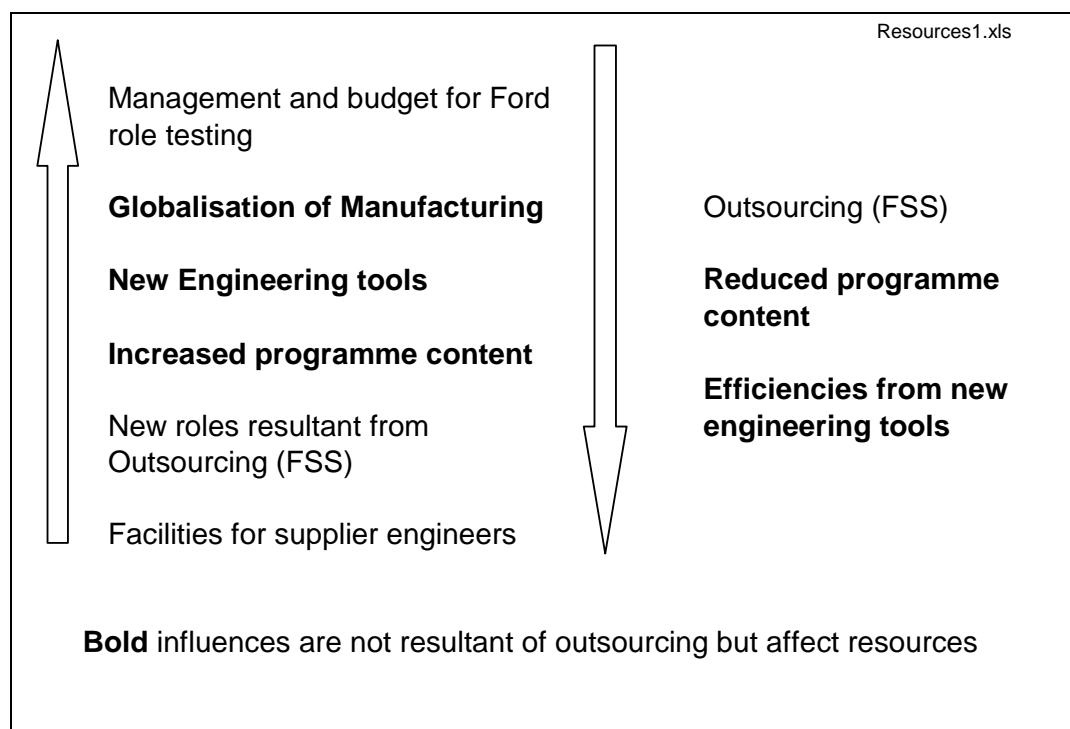 Resources1.xls
Management and budget for Ford
role testing
Globalisation of Manufacturing
New Engineering tools
Increased programme content
New roles resultant from
Outsourcing (FSS)
Facilities for supplier engineers
Outsourcing (FSS)
Reduced programme
content
Efficiencies from new
engineering tools
Bold influences are not resultant of outsourcing but affect resources